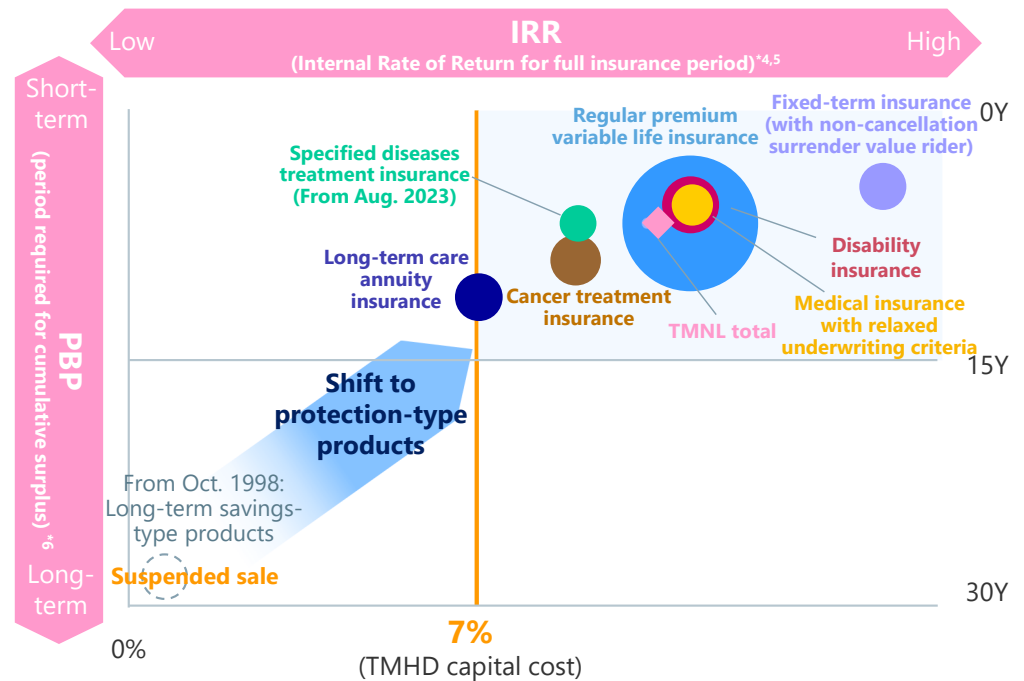 IRR
Low
High
(Internal Rate of Return for full insurance period)*4,5
Short-
term
PBP
(period required for cumulative surplus)*6
Long-
term
Fixed-term insurance
(with non-cancellation
surrender value rider)
0Y
Regular premium
variable life insurance
Specified diseases
treatment insurance
(From Aug. 2023)
Disability
insurance
Long-term care
annuity
insurance
Cancer treatment
insurance
Medical insurance
with relaxed
underwriting criteria
TMNL total
15Y
Shift to
protection-type
products
From Oct. 1998:
Long-term savings-
type products
Suspended sale
30Y
7%
0%
(TMHD capital cost)